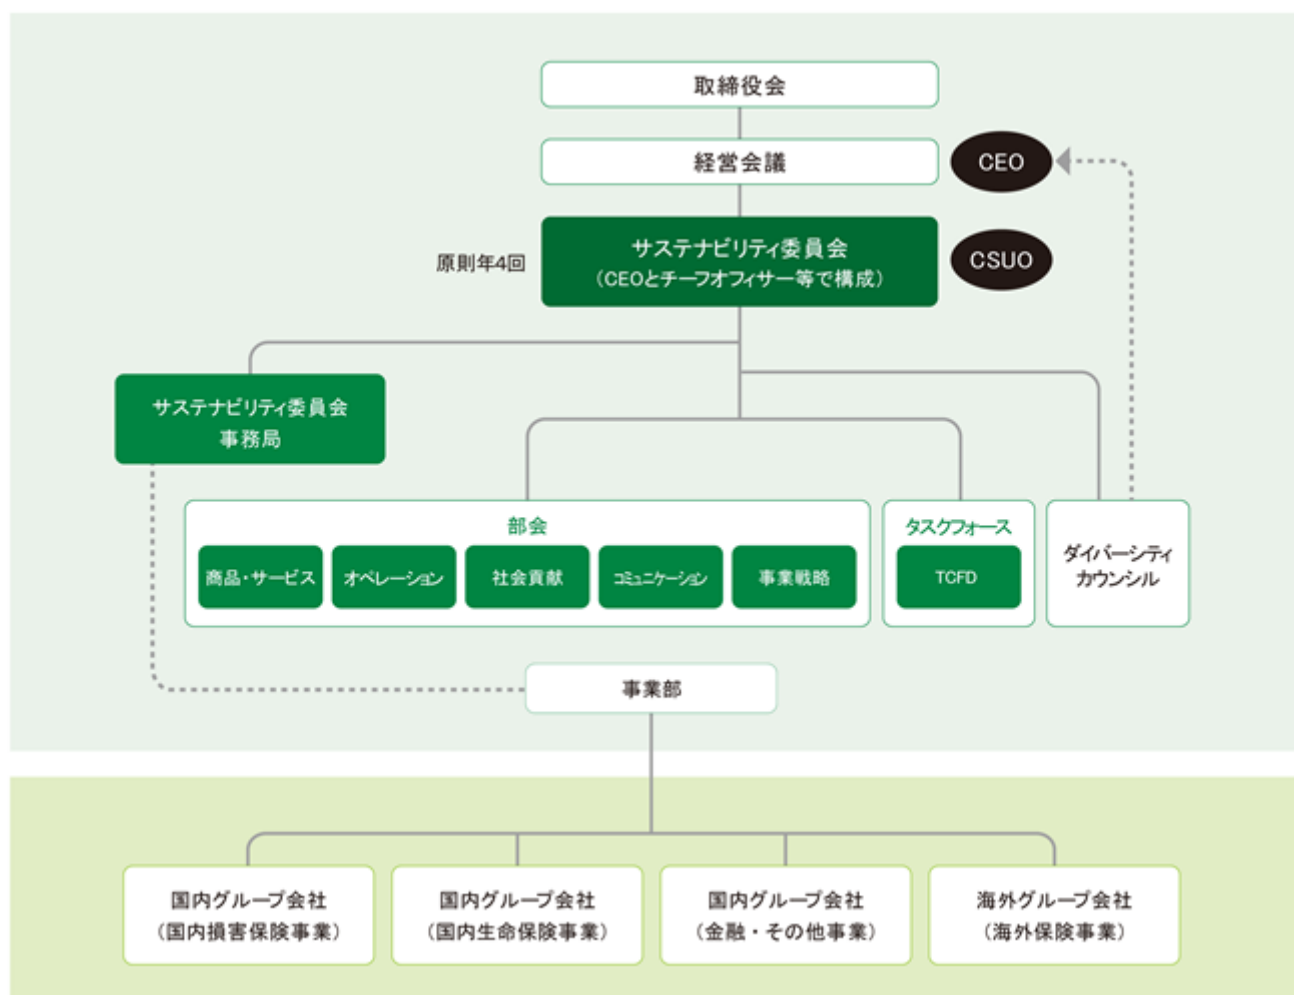 取締役会
経営会議
CEO
原則年4回
サステナビリティ委員会
(CEOとチーフオフィサー等で構成)
CSUO
サステナビリティ委員会
事務局
部会
商品・サービス
オペレーション
社会貢献
コミュニケーション
事業戦略
タスクフォース
TCFD
ダイバーシティ
カウンシル
事業部
国内グループ会社
(国内損害保険事業)
国内グループ会社
(国内生命保険事業)
国内グループ会社
(金融・その他事業)
海外グループ会社
(海外保険事業)